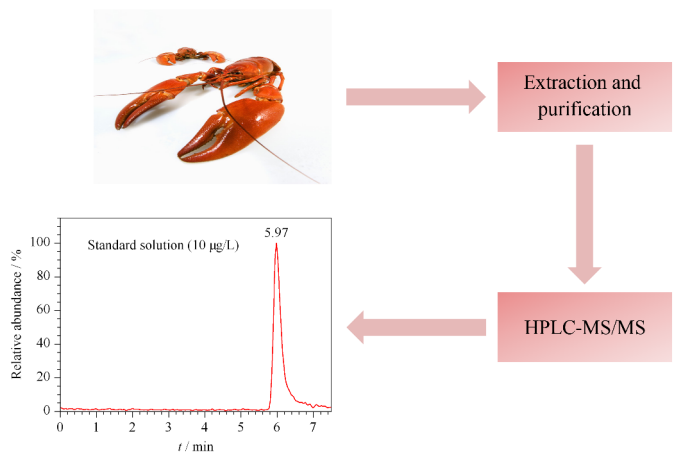 Extraction and
purification
HPLC-MS/MS
Standard solution (10 μg/L)
5.97
Relative abundance / %
100
80
60
40
20
0
0 1 2 3 4 5 6 7
t / min